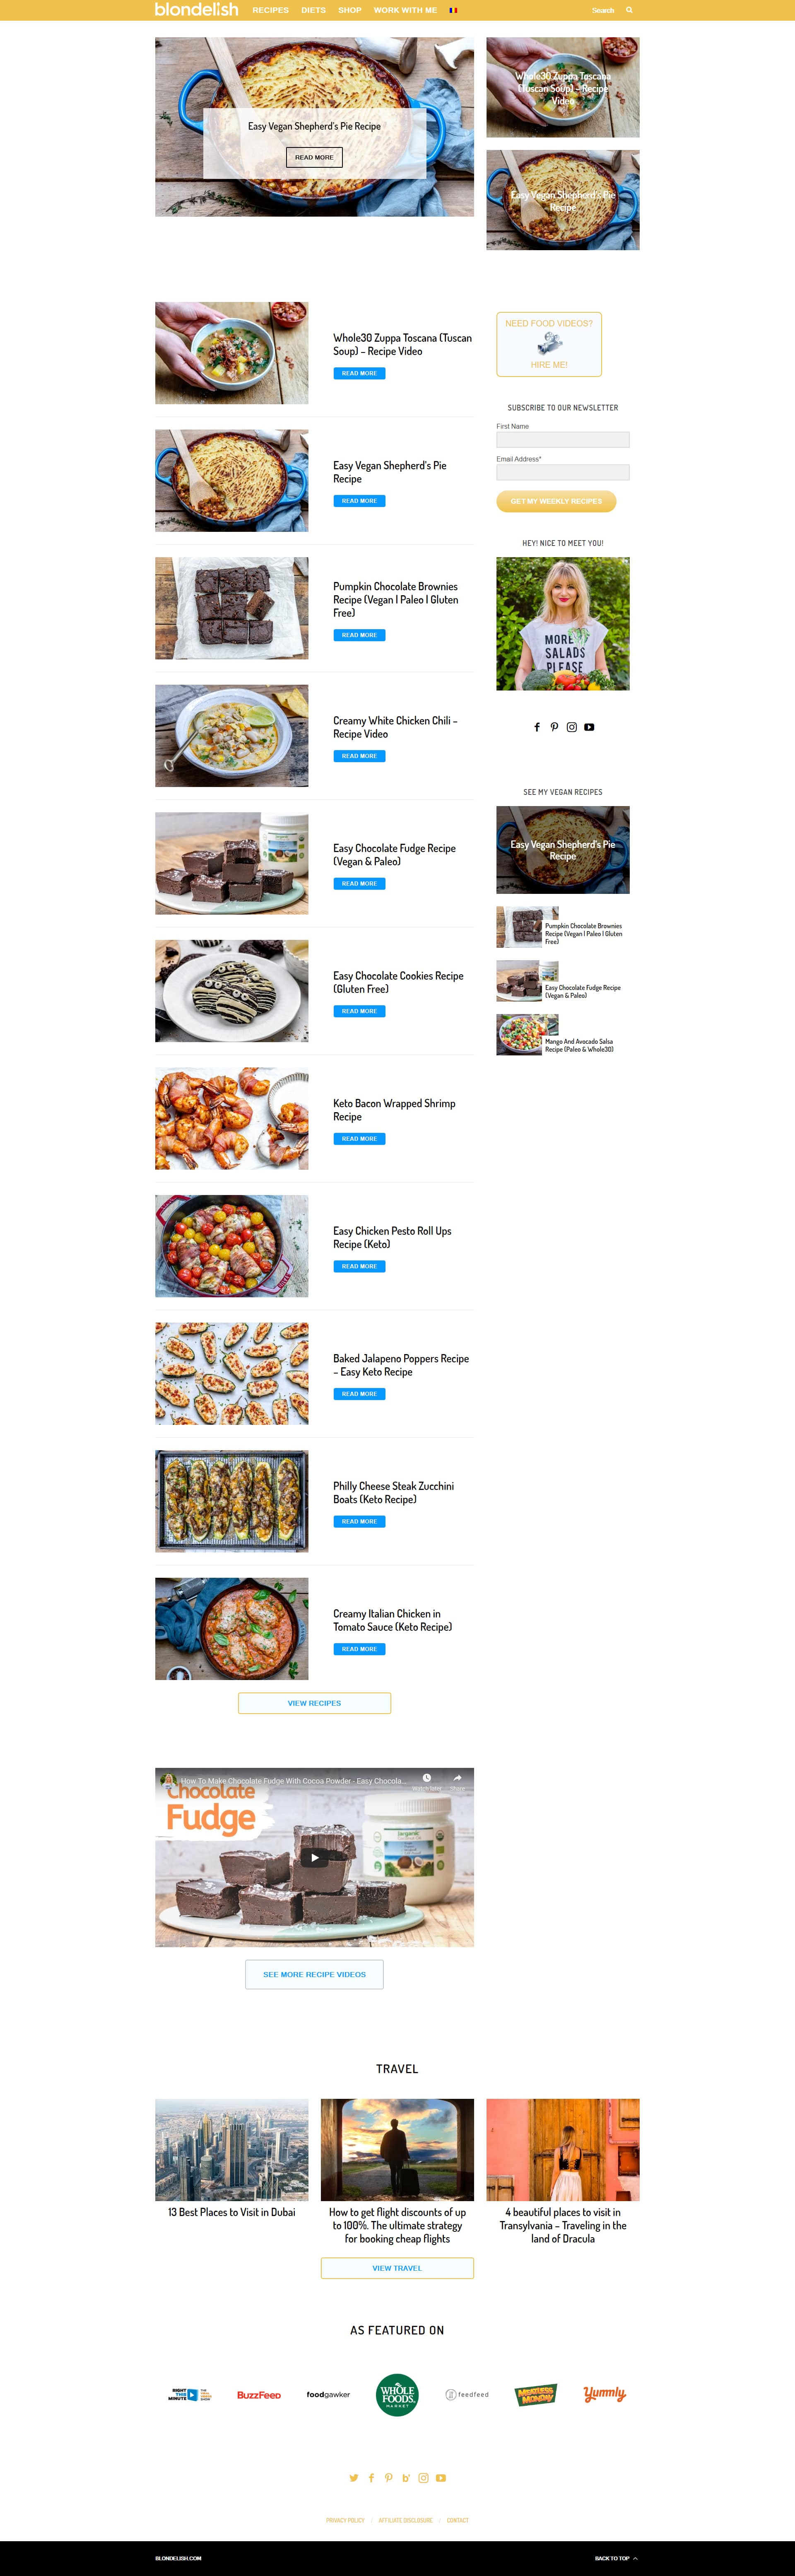 blondelish RECIPES DIETS SHOP WORK WITH ME Search
Easy Vegan Shepherd's Pie Recipe
READ MORE
Whole30 Zuppa Toscana
(Tuscan Soup) – Recipe
Video
Easy Vegan Shepherd's Pie
Recipe
Whole30 Zuppa Toscana (Tuscan
Soup) – Recipe Video
READ MORE
Easy Vegan Shepherd's Pie
Recipe
READ MORE
Pumpkin Chocolate Brownies
Recipe (Vegan | Paleo | Gluten
Free)
READ MORE
Creamy White Chicken Chili –
Recipe Video
READ MORE
Easy Chocolate Fudge Recipe
(Vegan & Paleo)
READ MORE
Easy Chocolate Cookies Recipe
(Gluten Free)
READ MORE
Keto Bacon Wrapped Shrimp
Recipe
READ MORE
Easy Chicken Pesto Roll Ups
Recipe (Keto)
READ MORE
Baked Jalapeno Poppers Recipe
– Easy Keto Recipe
READ MORE
Philly Cheese Steak Zucchini
Boats (Keto Recipe)
READ MORE
Creamy Italian Chicken in
Tomato Sauce (Keto Recipe)
READ MORE
VIEW RECIPES
NEED FOOD VIDEOS?
HIRE ME!
SUBSCRIBE TO OUR NEWSLETTER
First Name
Email Address*
GET MY WEEKLY RECIPES
HEY! NICE TO MEET YOU!
MORE
SALADS
PLEASE
SEE MY VEGAN RECIPES
Easy Vegan Shepherd's Pie
Recipe
Pumpkin Chocolate Brownies
Recipe (Vegan | Paleo | Gluten
Free)
Easy Chocolate Fudge Recipe
(Vegan & Paleo)
Mango And Avocado Salsa
Recipe (Paleo & Whole30)
How To Make Chocolate Fudge With Cocoa Powder - Easy Chocola...
Watch later Share
Chocolate
Fudge
organic
SEE MORE RECIPE VIDEOS
TRAVEL
13 Best Places to Visit in Dubai
How to get flight discounts of up
to 100%. The ultimate strategy
for booking cheap flights
4 beautiful places to visit in
Transylvania – Traveling in the
land of Dracula
VIEW TRAVEL
AS FEATURED ON
RIGHT
THIS
MINUTE
BuzzFeed
foodgawker
WHOLE
FOODS
MARKET
feedfeed
MEATLESS
MONDAY
Yummly
PRIVACY POLICY / AFFILIATE DISCLOSURE / CONTACT
BLONDELISH.COM BACK TO TOP